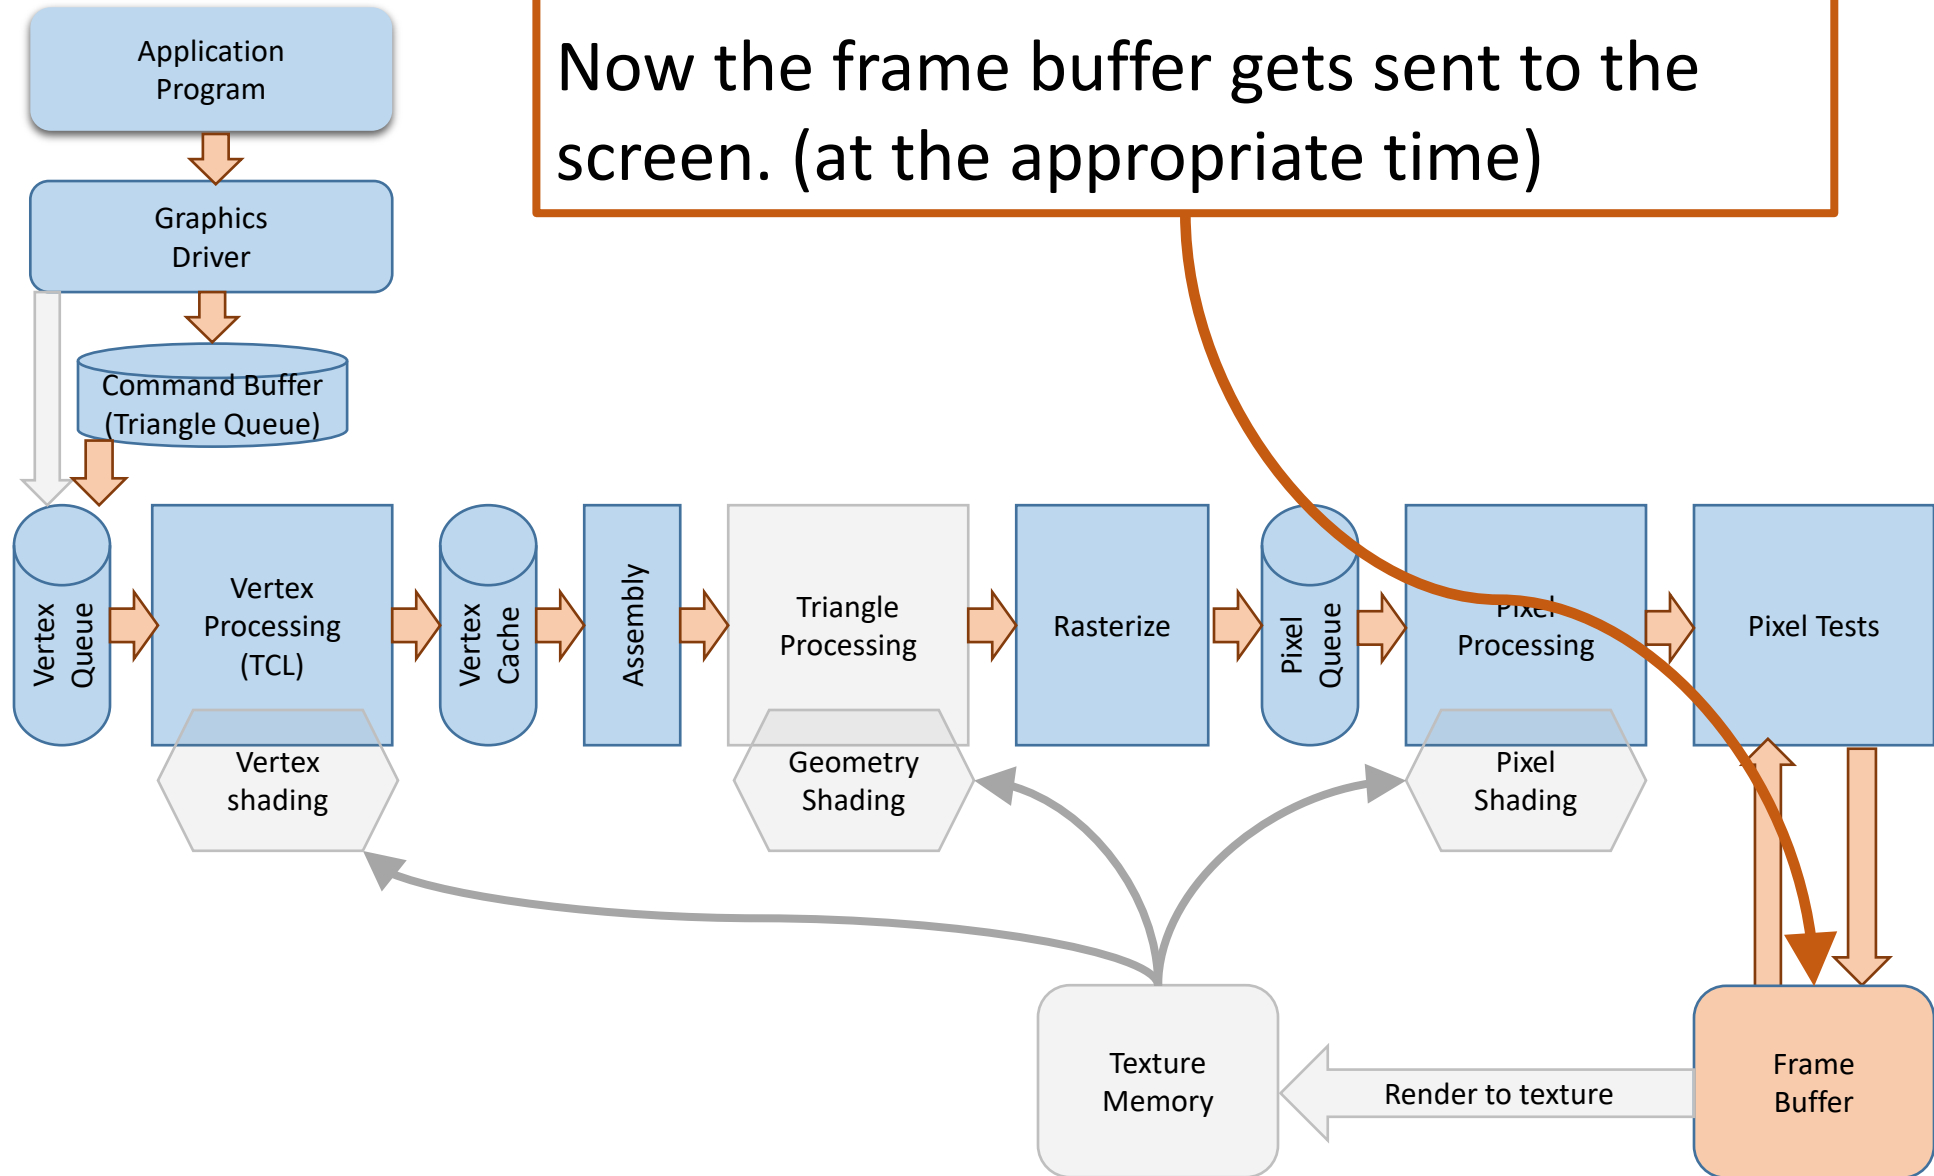 Application
Program
Now the frame buffer gets sent to the
screen. (at the appropriate time)
Graphics
Driver
Command Buffer
(Triangle Queue)
Vertex
Queue
Vertex
Processing
(TCL)
Vertex
Cache
Assembly
Triangle
Processing
Rasterize
Pixel
Queue
Pixel
Processing
Pixel Tests
Vertex
shading
Geometry
Shading
Pixel
Shading
Texture
Memory
Render to texture
Frame
Buffer